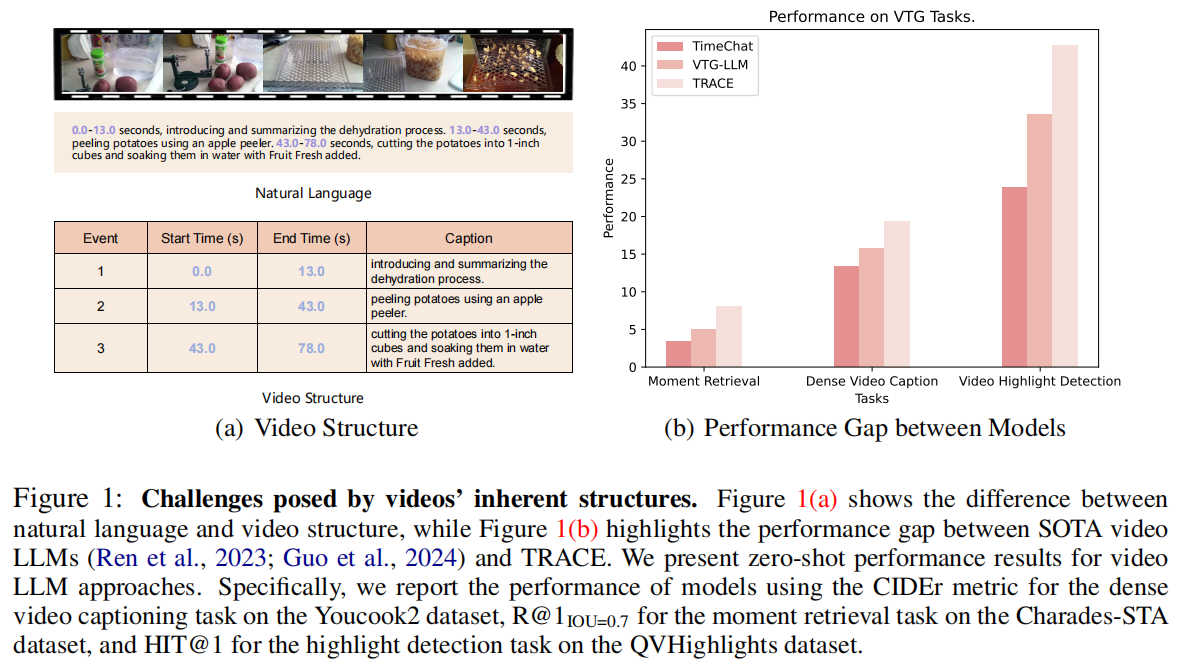 0.0-13.0 seconds, introducing and summarizing the dehydration process. 13.0-43.0 seconds,
peeling potatoes using an apple peeler. 43.0-78.0 seconds, cutting the potatoes into 1-inch
cubes and soaking them in water with Fruit Fresh added.
Natural Language
Event Start Time (s) End Time (s) Caption
1 0.0 13.0 introducing and summarizing the
dehydration process.
2 13.0 43.0 peeling potatoes using an apple
peeler.
3 43.0 78.0 cutting the potatoes into 1-inch
cubes and soaking them in water
with Fruit Fresh added.
Video Structure
(a) Video Structure
Performance on VTG Tasks.
TimeChat
VTG-LLM
TRACE
Performance
40
35
30
25
20
15
10
5
0
Moment Retrieval Dense Video Caption Video Highlight Detection
Tasks
(b) Performance Gap between Models
Figure 1: Challenges posed by videos' inherent structures. Figure 1(a) shows the difference between
natural language and video structure, while Figure 1(b) highlights the performance gap between SOTA video
LLMs (Ren et al., 2023; Guo et al., 2024) and TRACE. We present zero-shot performance results for video
LLM approaches. Specifically, we report the performance of models using the CIDEr metric for the dense
video captioning task on the Youcook2 dataset, R@1IOU=0.7 for the moment retrieval task on the Charades-STA
dataset, and HIT@1 for the highlight detection task on the QVHighlights dataset.